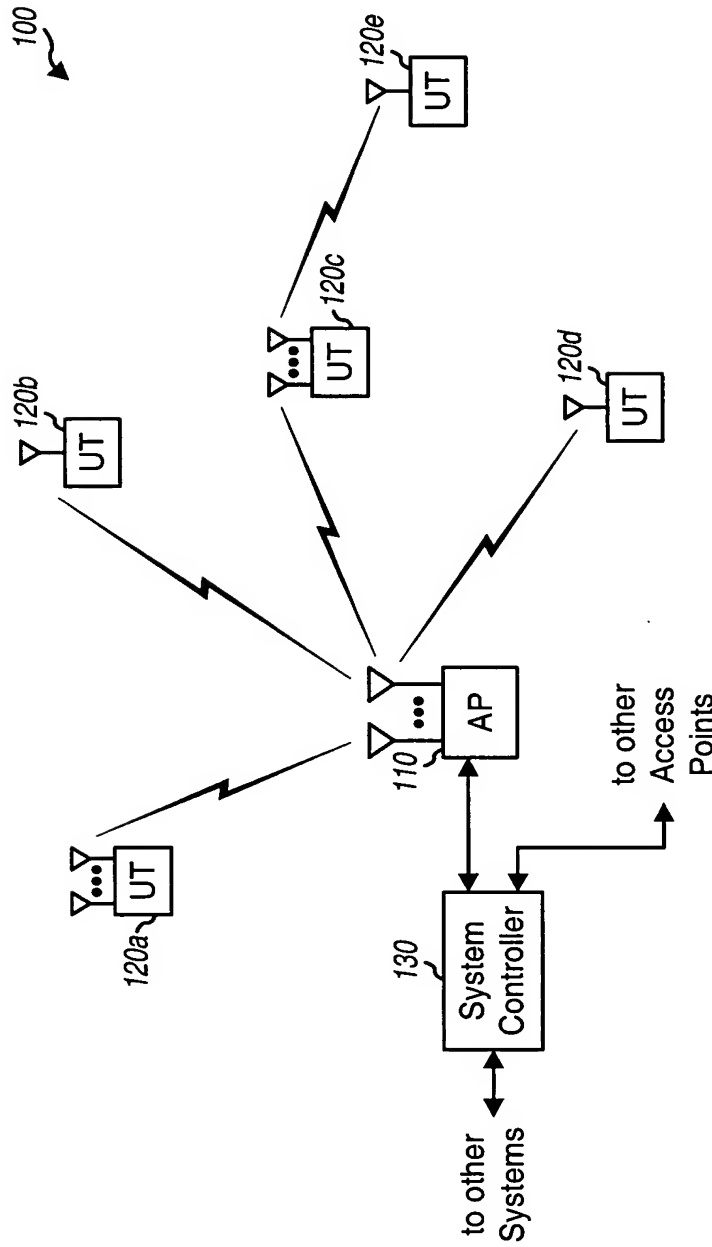 100
120b
UT
120e
UT
120c
UT
120a
UT
120d
UT
110
AP
130
System
Controller
to other
Systems
to other
Access
Points